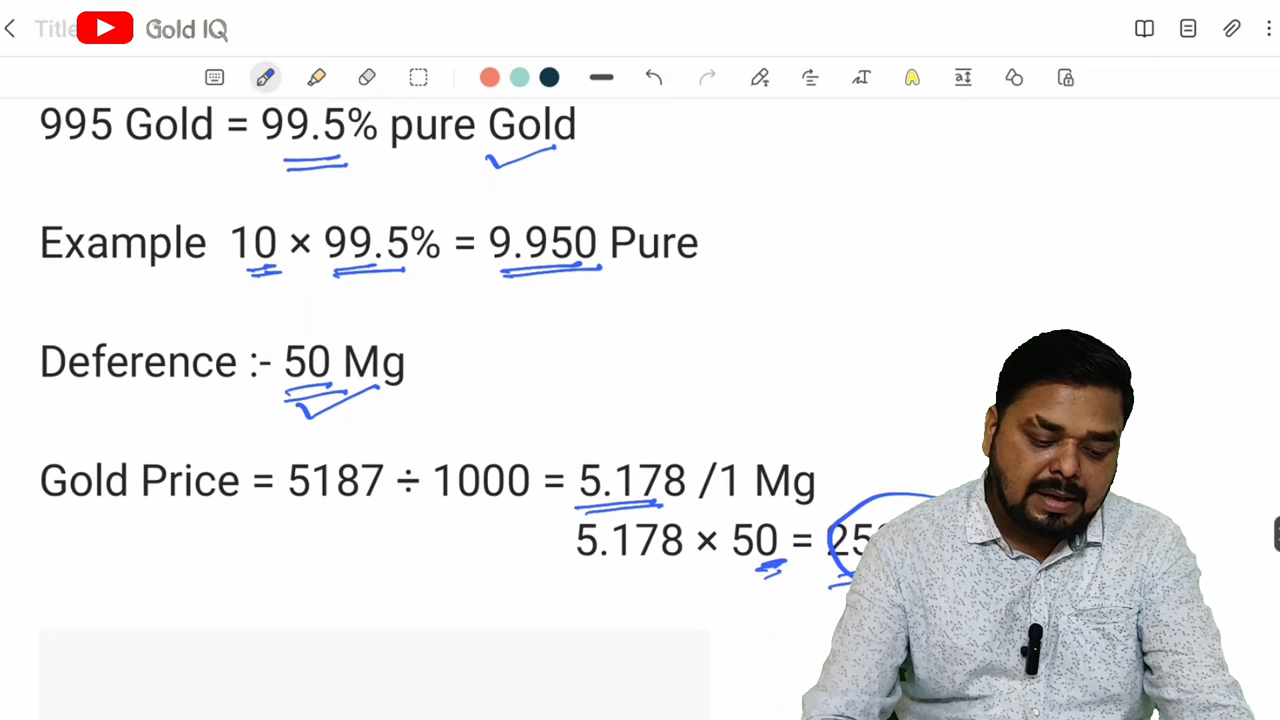 Title
Gold IQ
995 Gold = 99.5% pure Gold
Example 10 × 99.5% = 9.950 Pure
Deference :- 50 Mg
Gold Price = 5187 ÷ 1000 = 5.178 /1 Mg
5.178 × 50 =